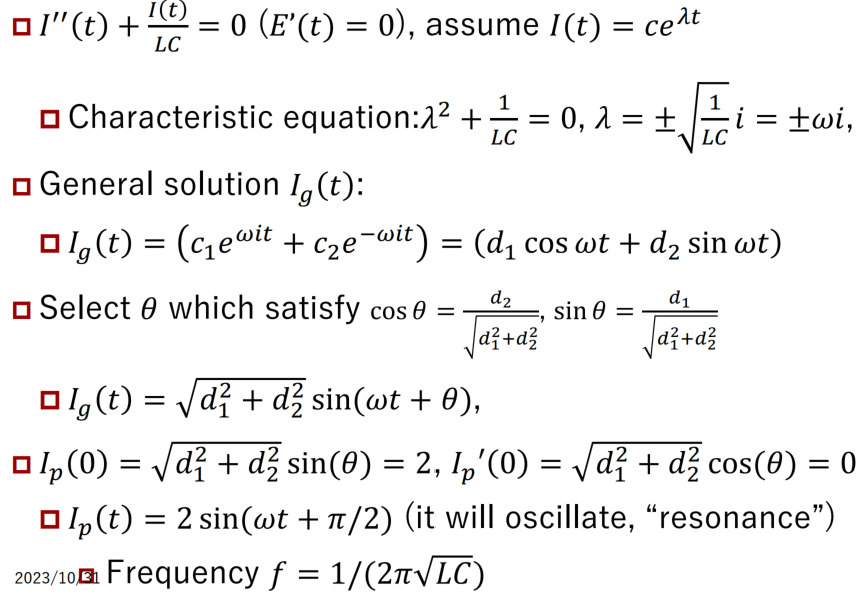 I′′(t) + I(t)/LC = 0 (E’(t) = 0), assume I(t) = ce^{λt}
Characteristic equation:λ² + 1/LC = 0, λ = ±√(1/LC) i = ±ωi,
General solution I_g(t):
I_g(t) = (c₁e^{ωit} + c₂e^{−ωit}) = (d₁ cos ωt + d₂ sin ωt)
Select θ which satisfy cos θ = d₂/√(d₁²+d₂²), sin θ = d₁/√(d₁²+d₂²)
I_g(t) = √(d₁² + d₂²) sin(ωt + θ),
I_p(0) = √(d₁² + d₂²) sin(θ) = 2, I_p′(0) = √(d₁² + d₂²) cos(θ) = 0
I_p(t) = 2 sin(ωt + π/2) (it will oscillate, “resonance”)
Frequency f = 1/(2π√LC)
2023/10/31